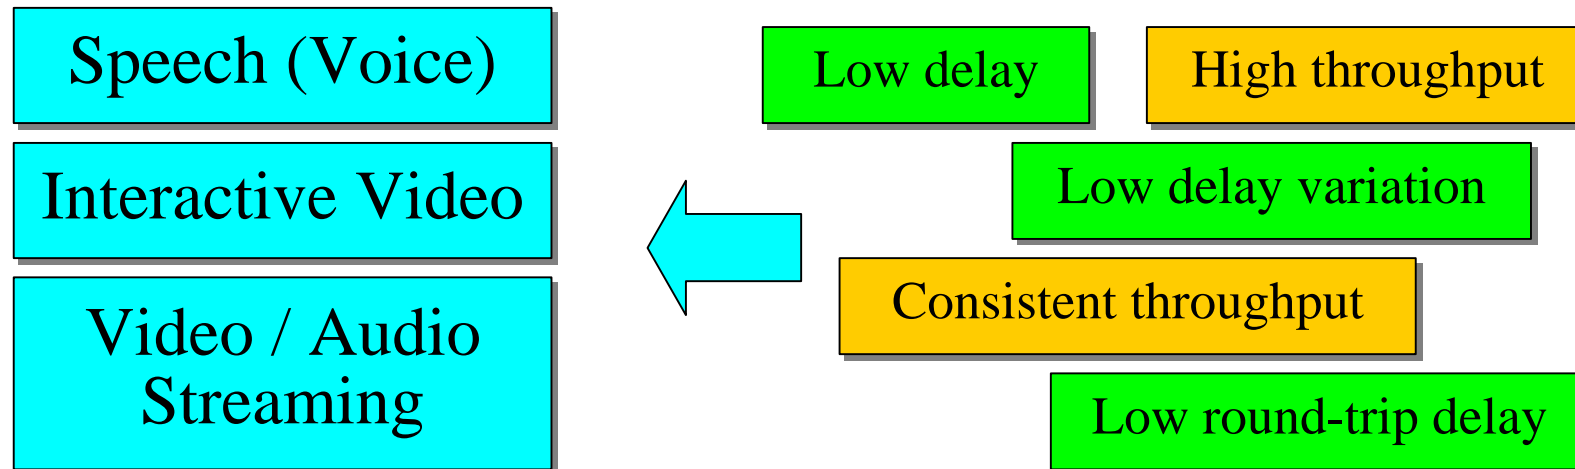 Speech (Voice)
Interactive Video
Video / Audio
Streaming
Low delay
High throughput
Low delay variation
Consistent throughput
Low round-trip delay